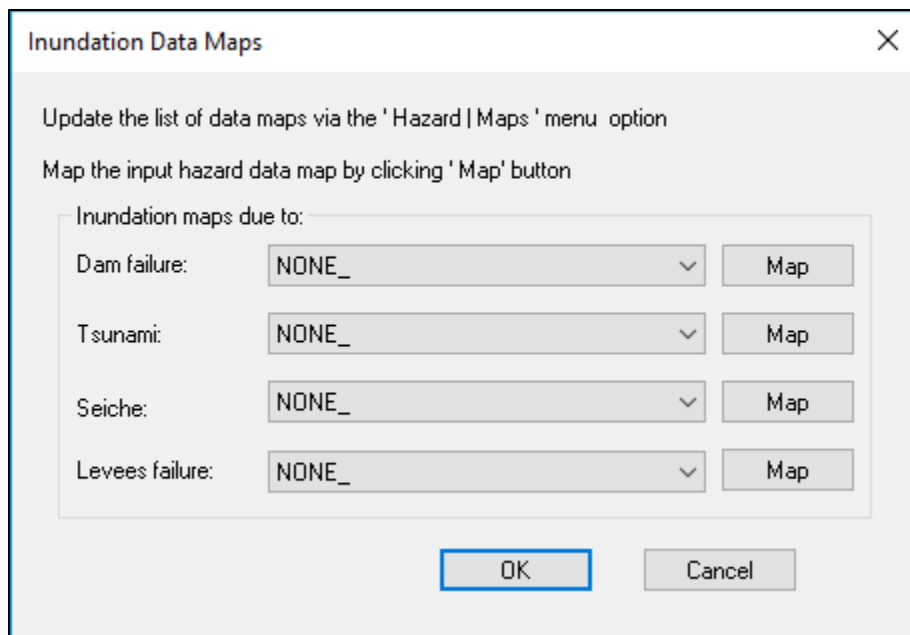 Inundation Data Maps
Update the list of data maps via the ' Hazard | Maps ' menu option
Map the input hazard data map by clicking ' Map' button
Inundation maps due to:
Dam failure: NONE_ Map
Tsunami: NONE_ Map
Seiche: NONE_ Map
Levees failure: NONE_ Map
OK Cancel